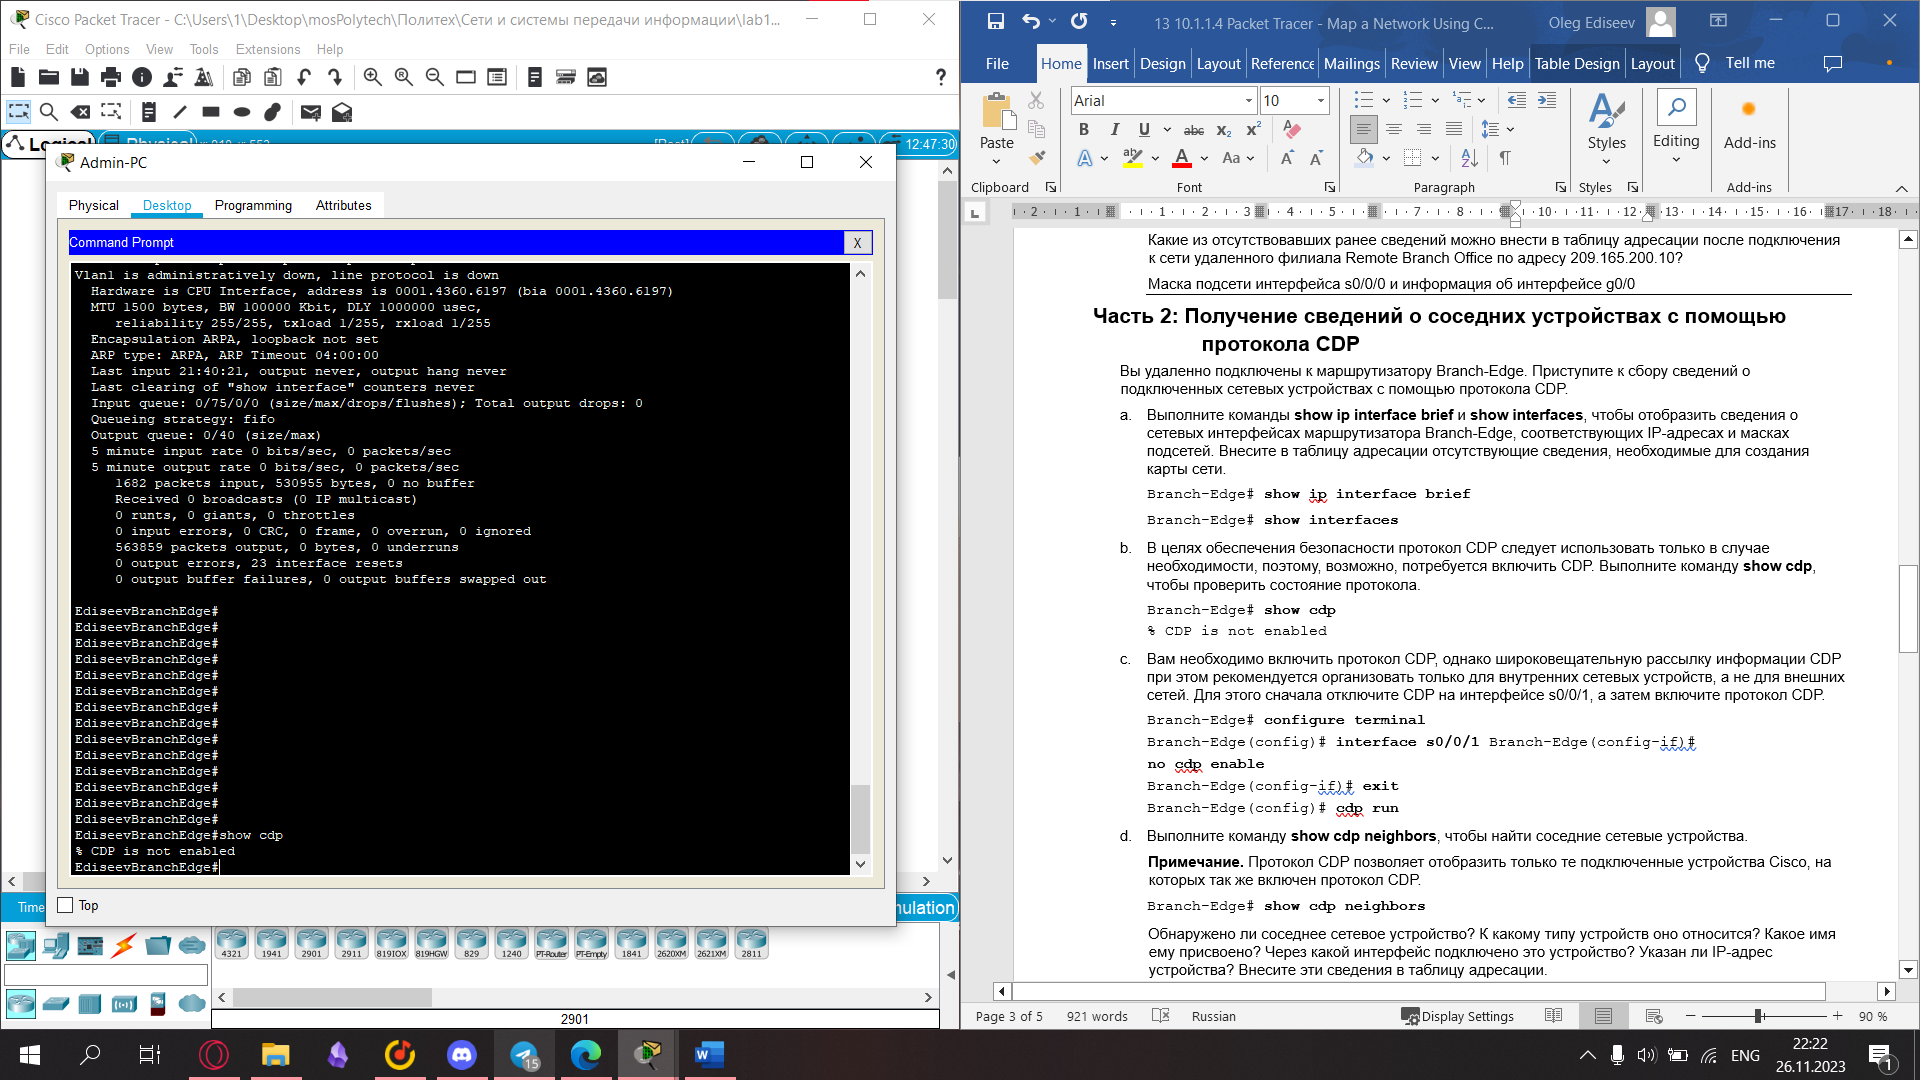 Cisco Packet Tracer - C:\Users\1\Desktop\mosPolytech\Политех\Сети и системы передачи информации\lab1...
File Edit Options View Tools Extensions Help
Logical
Physical
[Root]
12:47:30
Admin-PC
Physical Desktop Programming Attributes
Command Prompt
X
Vlan1 is administratively down, line protocol is down
Hardware is CPU Interface, address is 0001.4360.6197 (bia 0001.4360.6197)
MTU 1500 bytes, BW 100000 Kbit, DLY 1000000 usec,
reliability 255/255, txload 1/255, rxload 1/255
Encapsulation ARPA, loopback not set
ARP type: ARPA, ARP Timeout 04:00:00
Last input 21:40:21, output never, output hang never
Last clearing of "show interface" counters never
Input queue: 0/75/0/0 (size/max/drops/flushes); Total output drops: 0
Queueing strategy: fifo
Output queue: 0/40 (size/max)
5 minute input rate 0 bits/sec, 0 packets/sec
5 minute output rate 0 bits/sec, 0 packets/sec
1682 packets input, 530955 bytes, 0 no buffer
Received 0 broadcasts (0 IP multicast)
0 runts, 0 giants, 0 throttles
0 input errors, 0 CRC, 0 frame, 0 overrun, 0 ignored
563859 packets output, 0 bytes, 0 underruns
0 output errors, 23 interface resets
0 output buffer failures, 0 output buffers swapped out
EdiseevBranchEdge#
EdiseevBranchEdge#
EdiseevBranchEdge#
EdiseevBranchEdge#
EdiseevBranchEdge#
EdiseevBranchEdge#
EdiseevBranchEdge#
EdiseevBranchEdge#
EdiseevBranchEdge#
EdiseevBranchEdge#
EdiseevBranchEdge#
EdiseevBranchEdge#
EdiseevBranchEdge#
EdiseevBranchEdge#
EdiseevBranchEdge#show cdp
% CDP is not enabled
EdiseevBranchEdge#
Top
Time
nulation
4321 1941 2901 2911 819IOX 819HGW 829 1240 PT-Router PT-Empty 1841 2620XM 2621XM 2811
2901
13 10.1.1.4 Packet Tracer - Map a Network Using C...
Oleg Ediseev
File Home Insert Design Layout Reference Mailings Review View Help Table Design Layout Tell me
Paste
Arial
10
Styles
Editing
Add-ins
Clipboard Font Paragraph Styles Add-ins
2 1 1 2 3 4 5 6 7 8 9 10 11 12 13 14 15 16 17 18
Какие из отсутствовавших ранее сведений можно внести в таблицу адресации после подключения
к сети удаленного филиала Remote Branch Office по адресу 209.165.200.10?
Маска подсети интерфейса s0/0/0 и информация об интерфейсе g0/0
Часть 2: Получение сведений о соседних устройствах с помощью
протокола CDP
Вы удаленно подключены к маршрутизатору Branch-Edge. Приступите к сбору сведений о
подключенных сетевых устройствах с помощью протокола CDP.
a. Выполните команды show ip interface brief и show interfaces, чтобы отобразить сведения о
сетевых интерфейсах маршрутизатора Branch-Edge, соответствующих IP-адресах и масках
подсетей. Внесите в таблицу адресации отсутствующие сведения, необходимые для создания
карты сети.
Branch-Edge# show ip interface brief
Branch-Edge# show interfaces
b. В целях обеспечения безопасности протокол CDP следует использовать только в случае
необходимости, поэтому, возможно, потребуется включить CDP. Выполните команду show cdp,
чтобы проверить состояние протокола.
Branch-Edge# show cdp
% CDP is not enabled
c. Вам необходимо включить протокол CDP, однако широковещательную рассылку информации CDP
при этом рекомендуется организовать только для внутренних сетевых устройств, а не для внешних
сетей. Для этого сначала отключите CDP на интерфейсе s0/0/1, а затем включите протокол CDP.
Branch-Edge# configure terminal
Branch-Edge(config)# interface s0/0/1 Branch-Edge(config-if)#
no cdp enable
Branch-Edge(config-if)# exit
Branch-Edge(config)# cdp run
d. Выполните команду show cdp neighbors, чтобы найти соседние сетевые устройства.
Примечание. Протокол CDP позволяет отобразить только те подключенные устройства Cisco, на
которых так же включен протокол CDP.
Branch-Edge# show cdp neighbors
Обнаружено ли соседнее сетевое устройство? К какому типу устройств оно относится? Какое имя
ему присвоено? Через какой интерфейс подключено это устройство? Указан ли IP-адрес
устройства? Внесите эти сведения в таблицу адресации.
Page 3 of 5 921 words Russian Display Settings 90 %
15
ENG
22:22
26.11.2023
1